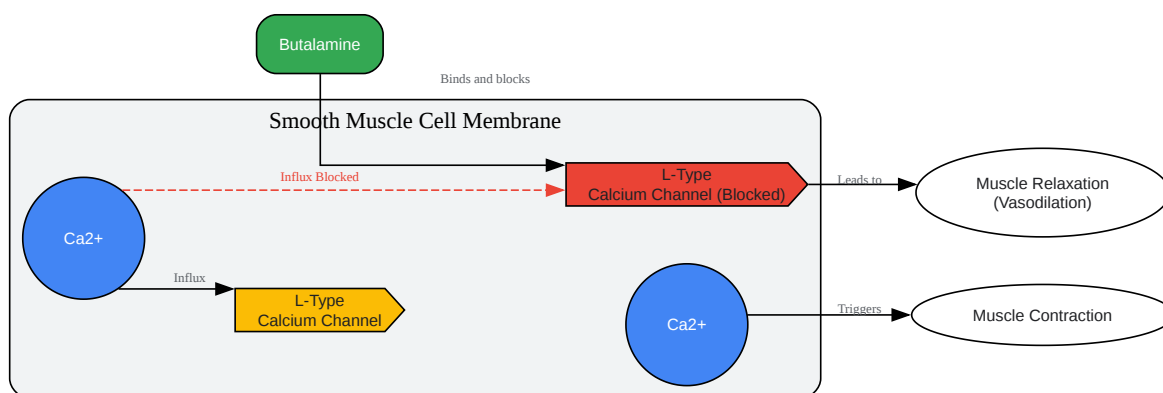 Butalamine
Binds and blocks
Smooth Muscle Cell Membrane
Influx Blocked
L-Type
Calcium Channel (Blocked)
Leads to
Muscle Relaxation
(Vasodilation)
Ca2+
Influx
L-Type
Calcium Channel
Ca2+
Triggers
Muscle Contraction